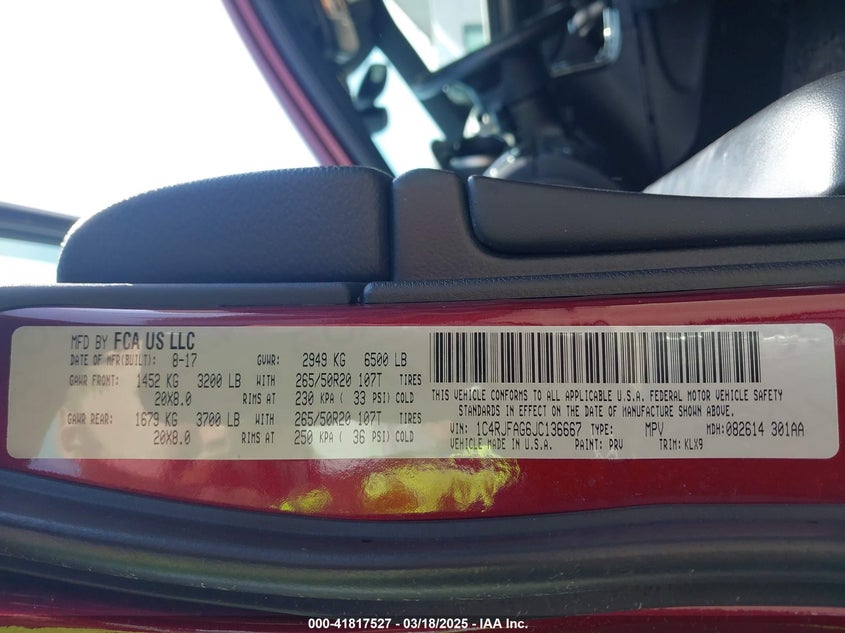 MFD BY FCA US LLC
DATE OF MFR(BUILT): 8-17 GVWR: 2949 KG 6500 LB
GAWR FRONT: 1452 KG 3200 LB WITH 265/50R20 107T TIRES
20X8.0 RIMS AT 230 KPA ( 33 PSI) COLD
GAWR REAR: 1679 KG 3700 LB WITH 265/50R20 107T TIRES
20X8.0 RIMS AT 250 KPA ( 36 PSI) COLD
THIS VEHICLE CONFORMS TO ALL APPLICABLE U.S.A. FEDERAL MOTOR VEHICLE SAFETY
STANDARDS IN EFFECT ON THE DATE OF MANUFACTURE SHOWN ABOVE.
VIN: 1C4RJFAG6JC136667 TYPE: MPV MDH:082614 301AA
VEHICLE MADE IN U.S.A. PAINT: PRV TRIM: KLX9
000-41817527 - 03/18/2025 - IAA Inc.